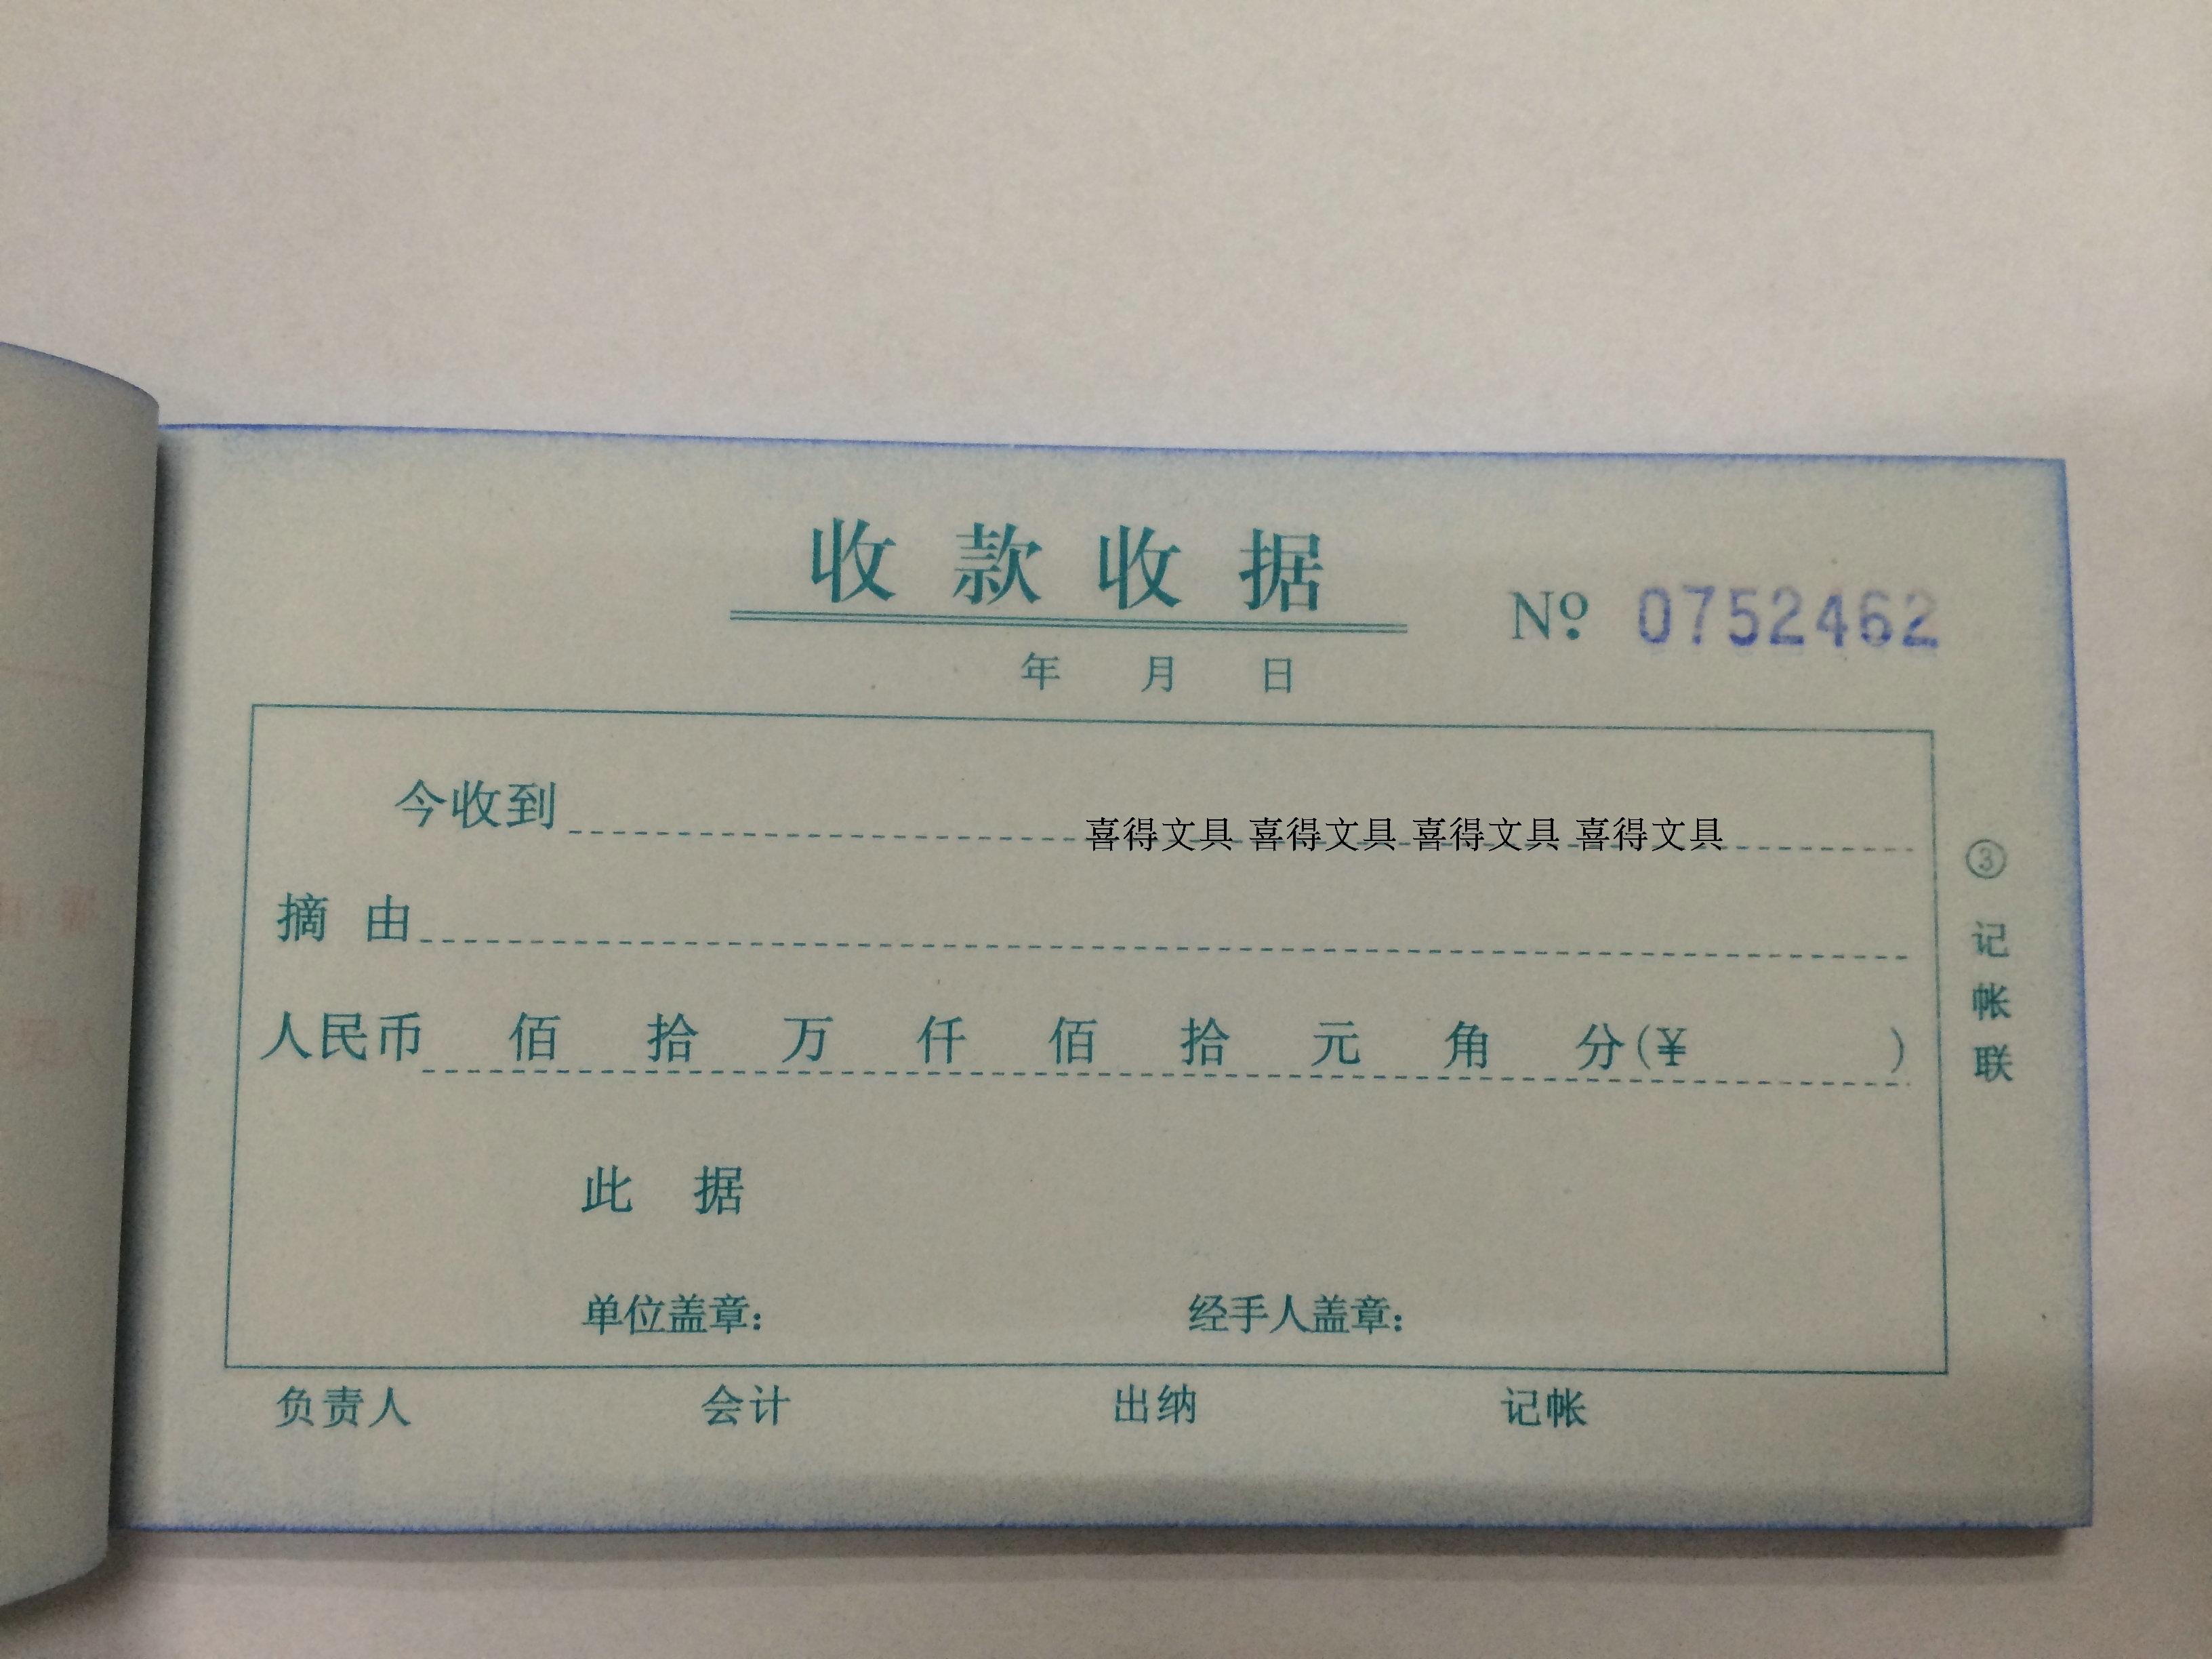 收款收据
№ 0752462
年 月 日
今收到 喜得文具 喜得文具 喜得文具 喜得文具
摘由
人民币 佰 拾 万 仟 佰 拾 元 角 分(¥ )
此据
单位盖章: 经手人盖章:
负责人 会计 出纳 记帐
③记帐联